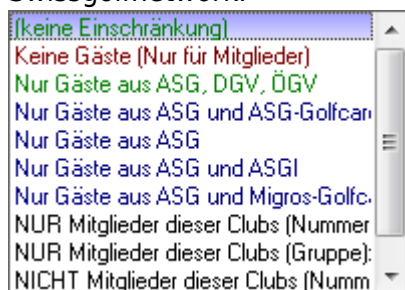 (keine Einschränkung)
Keine Gäste (Nur für Mitglieder)
Nur Gäste aus ASG, DGV, ÖGV
Nur Gäste aus ASG und ASG-Golfcar
Nur Gäste aus ASG
Nur Gäste aus ASG und ASGI
Nur Gäste aus ASG und Migros-Golfc
NUR Mitglieder dieser Clubs (Nummer
NUR Mitglieder dieser Clubs (Gruppe):
NICHT Mitglieder dieser Clubs (Numm